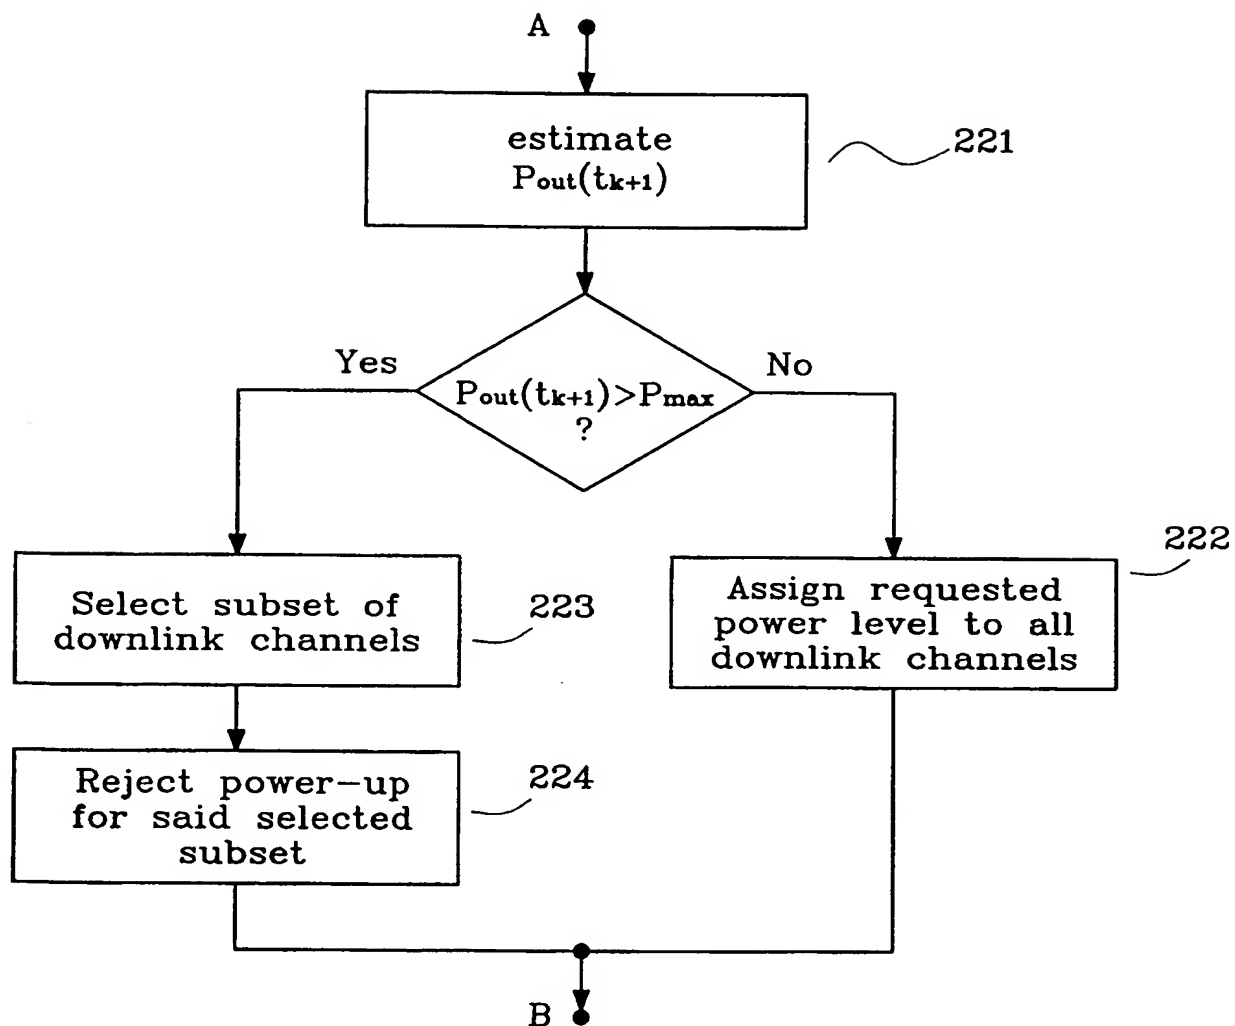 A
estimate
Pout(tk+1)
221
Yes
No
Pout(tk+1)>Pmax
?
222
Select subset of
downlink channels
223
Assign requested
power level to all
downlink channels
Reject power-up
for said selected
subset
224
B